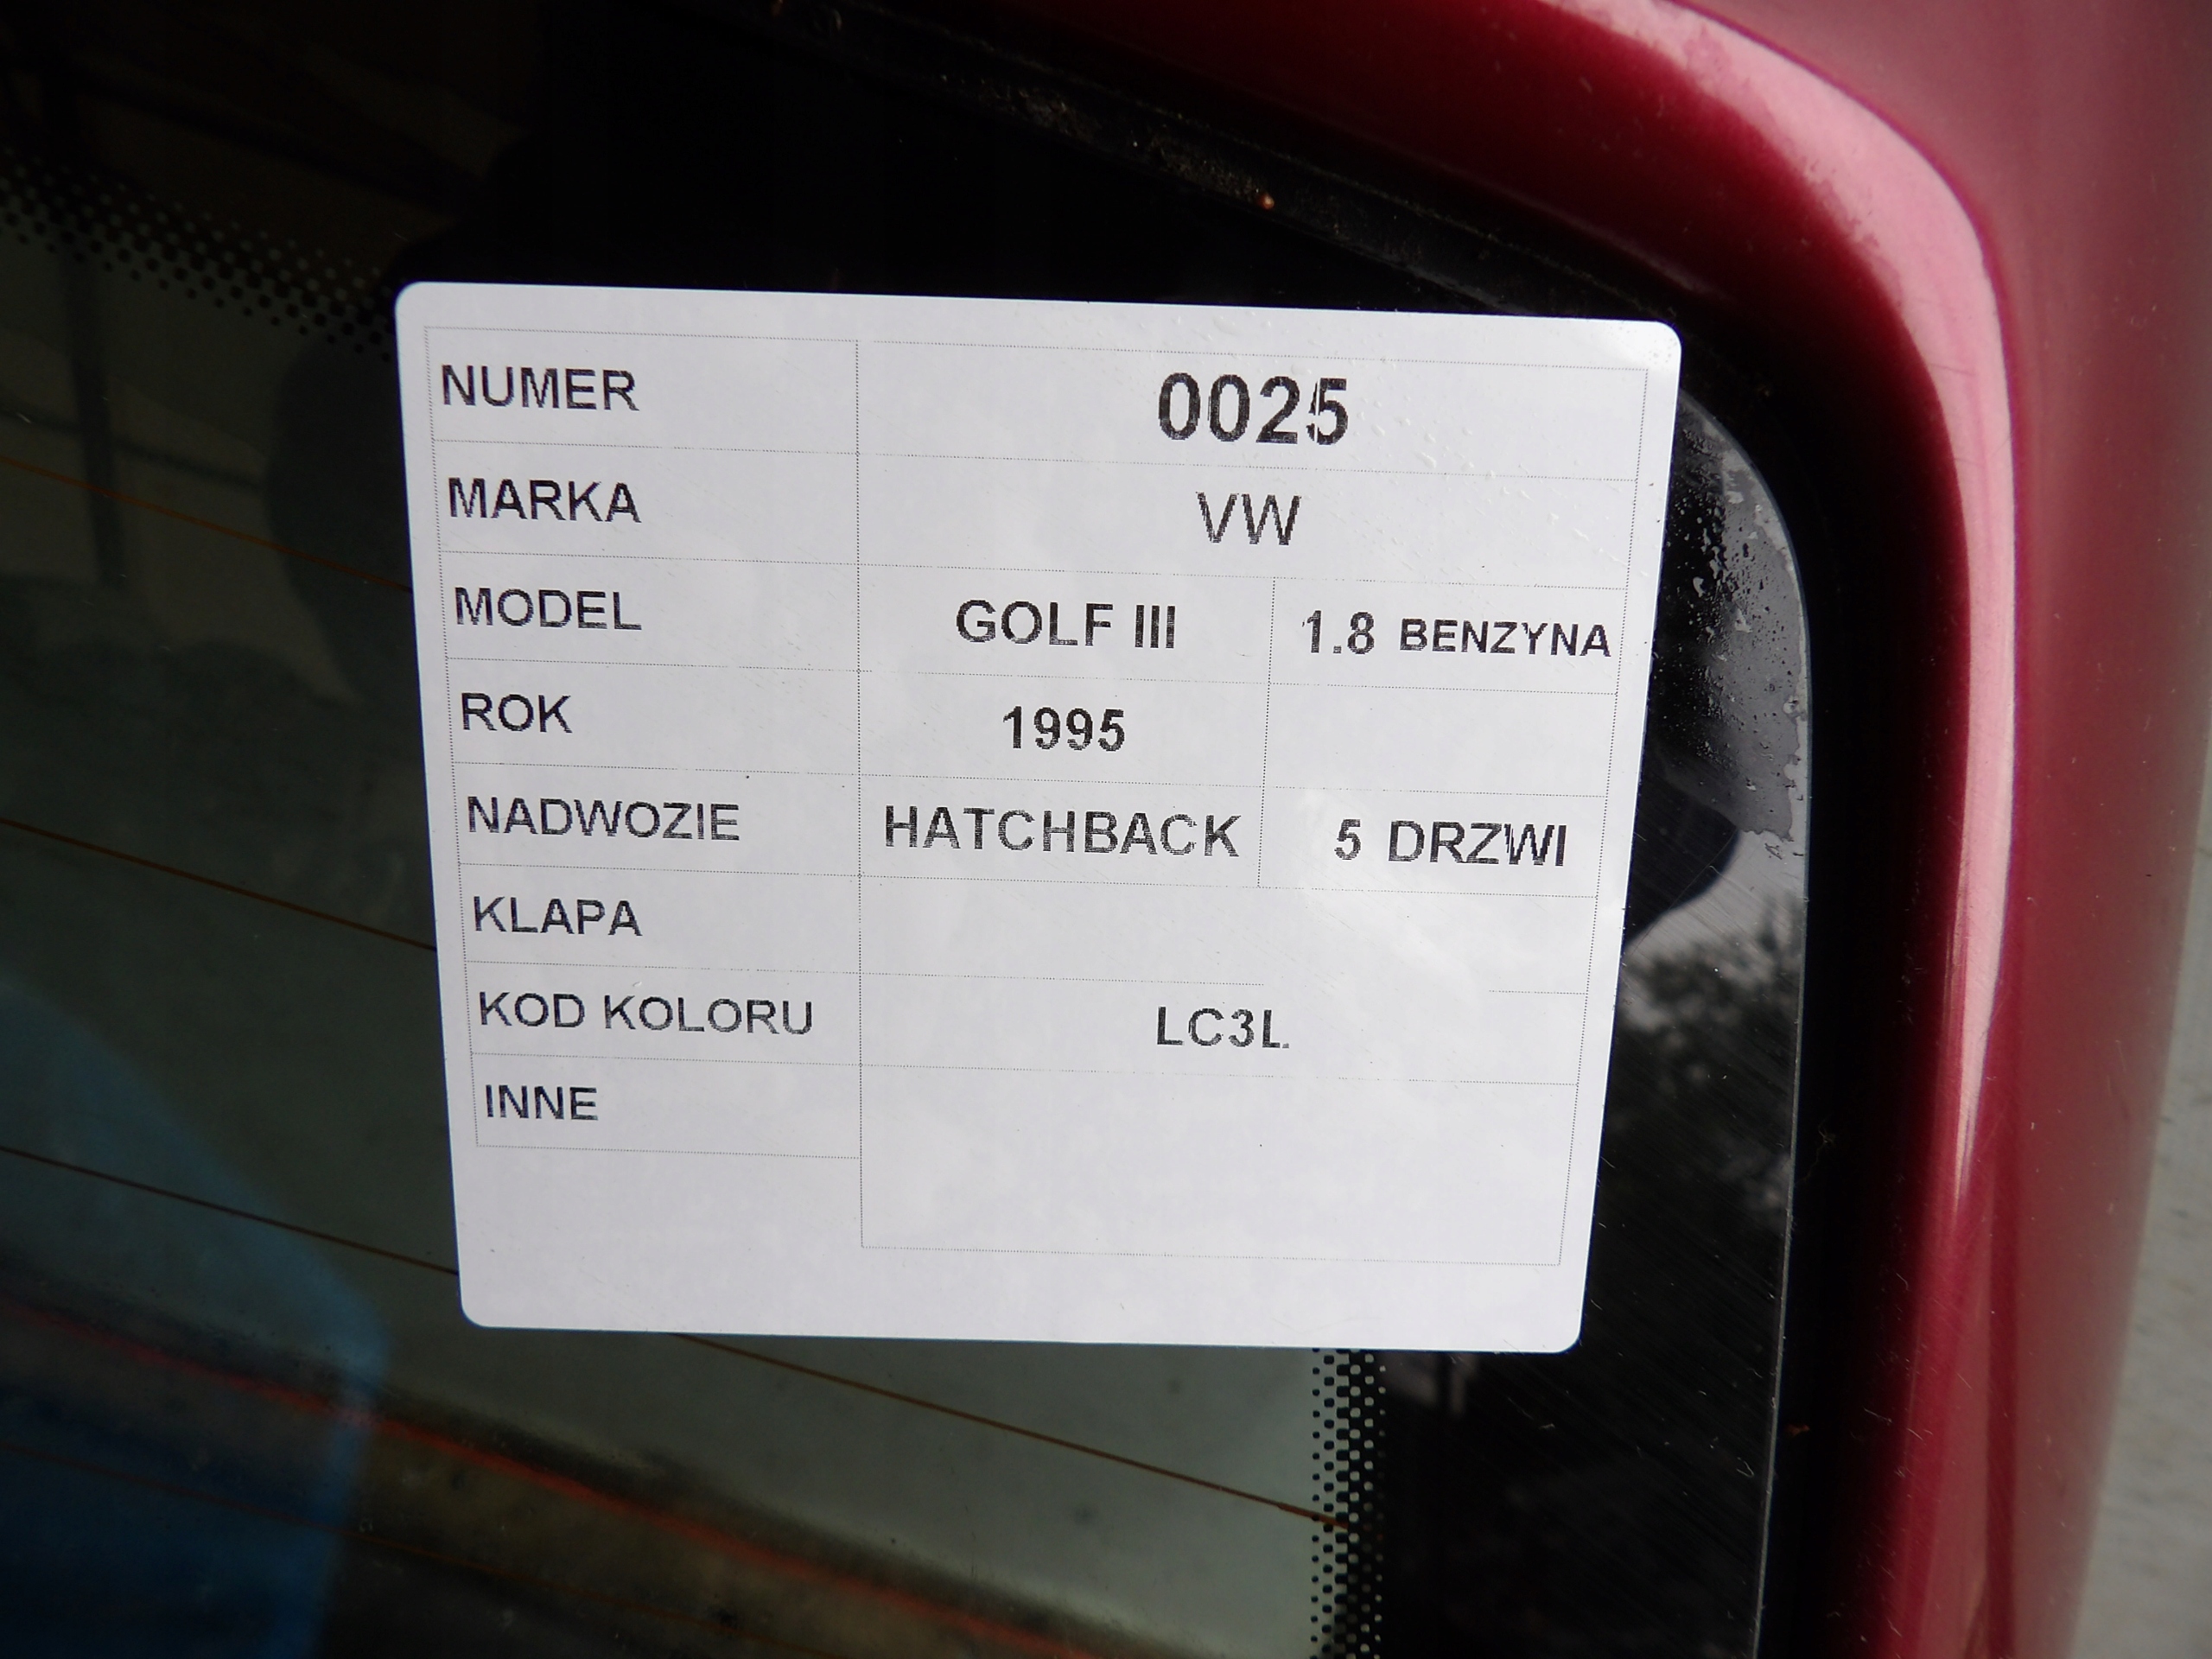 NUMER 0025
MARKA VW
MODEL GOLF III 1.8 BENZYNA
ROK 1995
NADWOZIE HATCHBACK 5 DRZWI
KLAPA
KOD KOLORU LC3L
INNE